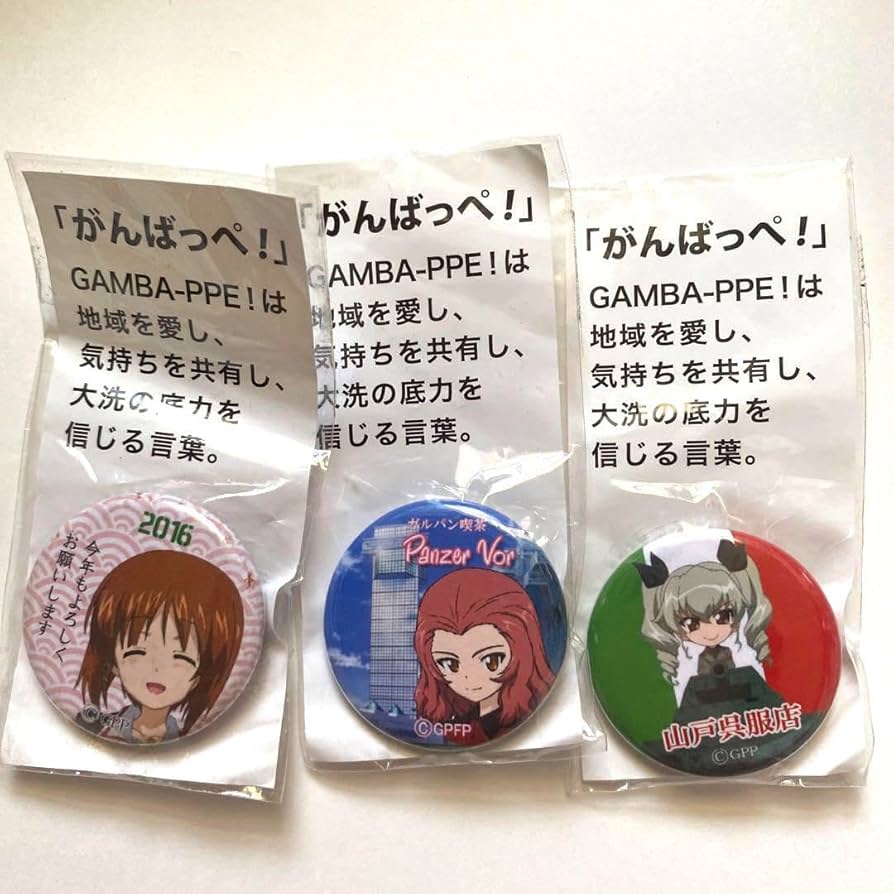 「がんばっぺ！」
GAMBA-PPE！は
地域を愛し、
気持ちを共有し、
大洗の底力を
信じる言葉。
2016
今年もよろしく
お願いします
©GPP
「がんばっぺ！」
GAMBA-PPE！は
地域を愛し、
気持ちを共有し、
大洗の底力を
信じる言葉。
ガルパン喫茶
Panzer Vor
©GPFP
「がんばっぺ！」
GAMBA-PPE！は
地域を愛し、
気持ちを共有し、
大洗の底力を
信じる言葉。
山戸呉服店
©GPP